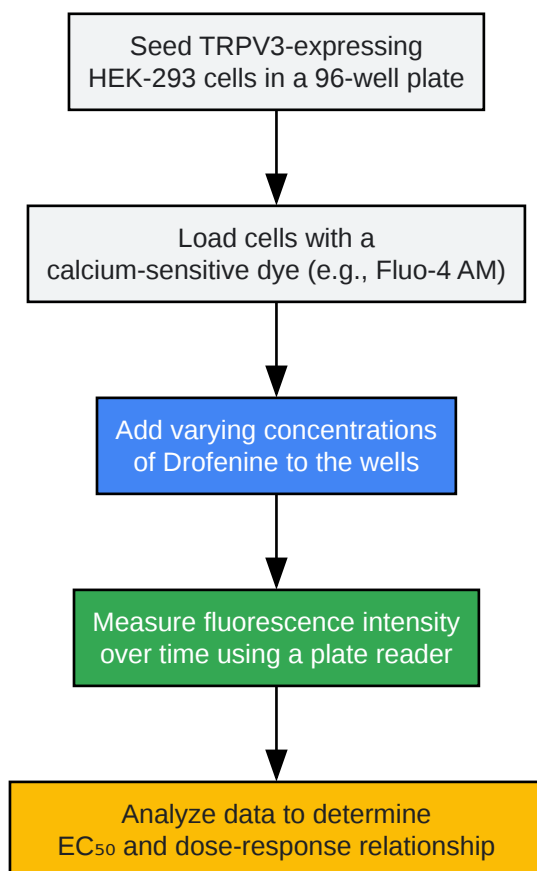 Seed TRPV3-expressing
HEK-293 cells in a 96-well plate
Load cells with a
calcium-sensitive dye (e.g., Fluo-4 AM)
Add varying concentrations
of Drofenine to the wells
Measure fluorescence intensity
over time using a plate reader
Analyze data to determine
EC₅₀ and dose-response relationship